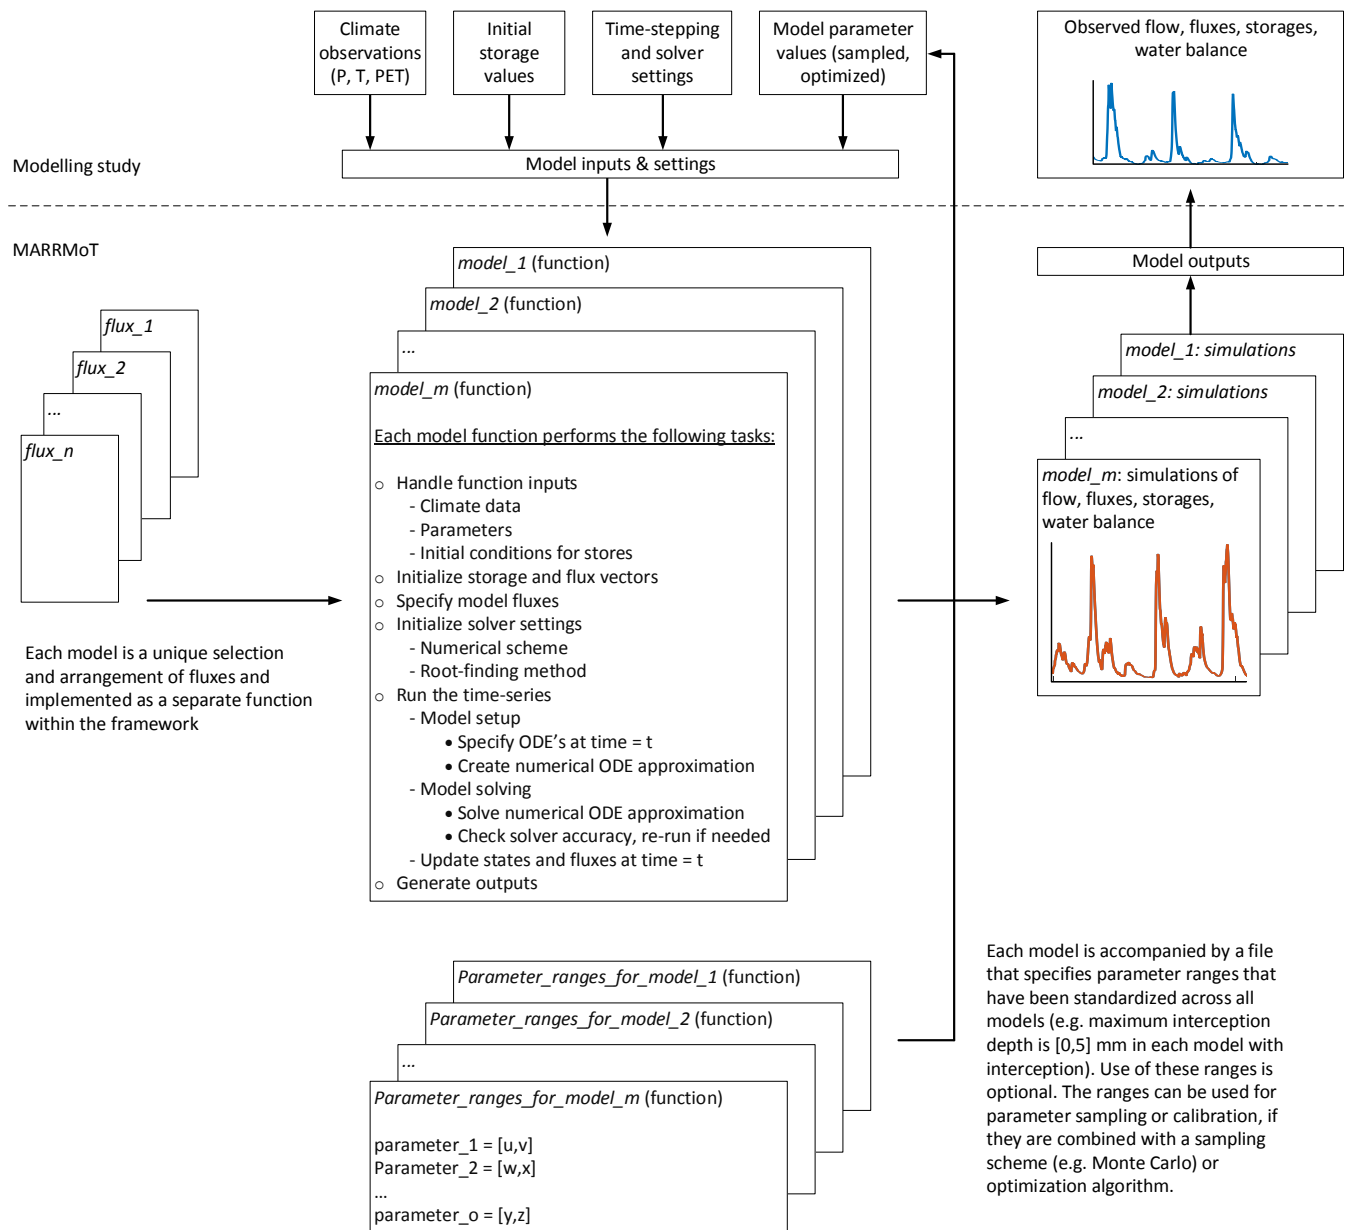 Climate
observations
(P, T, PET)
Initial
storage
values
Time-stepping
and solver
settings
Model parameter
values (sampled,
optimized)
Observed flow, fluxes, storages,
water balance
Modelling study
Model inputs & settings
MARRMoT
Model outputs
flux_1
flux_2
...
flux_n
Each model is a unique selection
and arrangement of fluxes and
implemented as a separate function
within the framework
model_1 (function)
model_2 (function)
...
model_m (function)
Each model function performs the following tasks:
○ Handle function inputs
- Climate data
- Parameters
- Initial conditions for stores
○ Initialize storage and flux vectors
○ Specify model fluxes
○ Initialize solver settings
- Numerical scheme
- Root-finding method
○ Run the time-series
- Model setup
• Specify ODE's at time = t
• Create numerical ODE approximation
- Model solving
• Solve numerical ODE approximation
• Check solver accuracy, re-run if needed
- Update states and fluxes at time = t
○ Generate outputs
model_1: simulations
model_2: simulations
...
model_m: simulations of
flow, fluxes, storages,
water balance
Parameter_ranges_for_model_1 (function)
Parameter_ranges_for_model_2 (function)
...
Parameter_ranges_for_model_m (function)
parameter_1 = [u,v]
Parameter_2 = [w,x]
...
parameter_o = [y,z]
Each model is accompanied by a file
that specifies parameter ranges that
have been standardized across all
models (e.g. maximum interception
depth is [0,5] mm in each model with
interception). Use of these ranges is
optional. The ranges can be used for
parameter sampling or calibration, if
they are combined with a sampling
scheme (e.g. Monte Carlo) or
optimization algorithm.